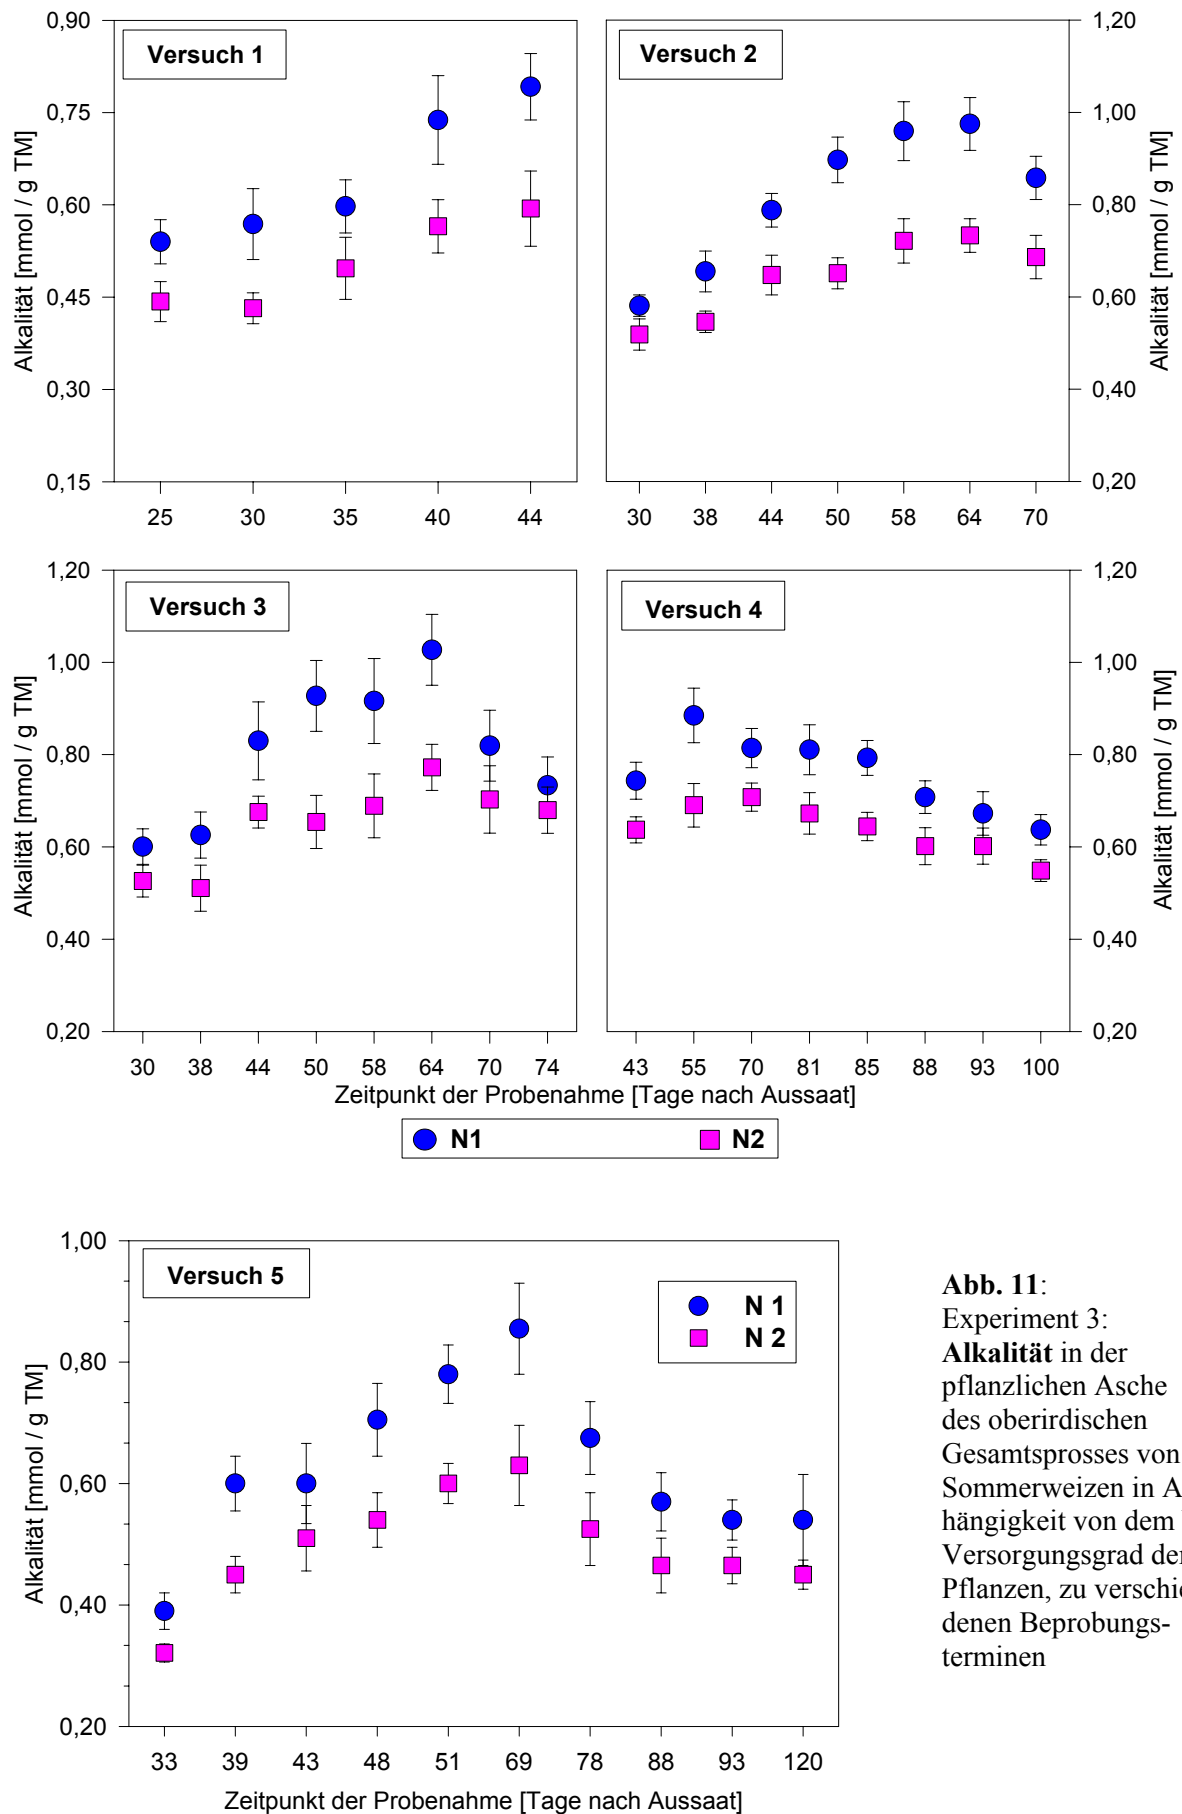 Versuch 1
Alkalität [mmol / g TM]
0,90
0,75
0,60
0,45
0,30
0,15
25 30 35 40 44
Versuch 2
Alkalität [mmol / g TM]
1,20
1,00
0,80
0,60
0,40
0,20
30 38 44 50 58 64 70
Versuch 3
Alkalität [mmol / g TM]
1,20
1,00
0,80
0,60
0,40
0,20
30 38 44 50 58 64 70 74
Versuch 4
Alkalität [mmol / g TM]
1,20
1,00
0,80
0,60
0,40
0,20
43 55 70 81 85 88 93 100
Zeitpunkt der Probenahme [Tage nach Aussaat]
N1 N2
Versuch 5
Alkalität [mmol / g TM]
1,00
0,80
0,60
0,40
0,20
N 1
N 2
33 39 43 48 51 69 78 88 93 120
Zeitpunkt der Probenahme [Tage nach Aussaat]
Abb. 11:
Experiment 3:
Alkalität in der
pflanzlichen Asche
des oberirdischen
Gesamtsprosses von
Sommerweizen in A
hängigkeit von dem
Versorgungsgrad der
Pflanzen, zu verschie
denen Beprobungs-
terminen